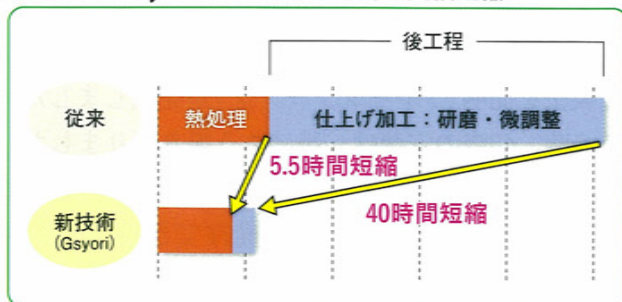 後工程
従来
熱処理
仕上げ加工：研磨・微調整
5.5時間短縮
40時間短縮
新技術
(Gsyori)